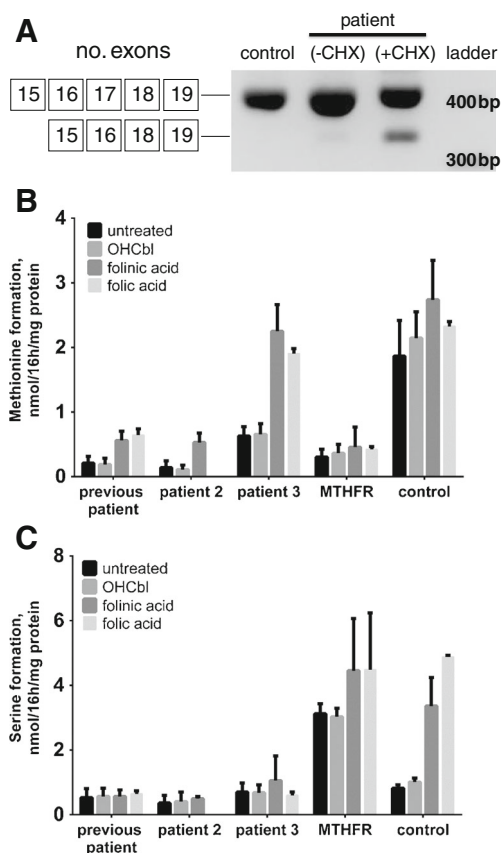 A
no. exons
patient
control (-CHX) (+CHX) ladder
15 16 17 18 19
400bp
15 16 18 19
300bp
B
Methionine formation,
nmol/16h/mg protein
4
3
2
1
0
untreated
OHCbl
folinic acid
folic acid
previous patient
patient 2
patient 3
MTHFR
control
C
Serine formation,
nmol/16h/mg protein
8
6
4
2
0
untreated
OHCbl
folinic acid
folic acid
previous patient
patient 2
patient 3
MTHFR
control